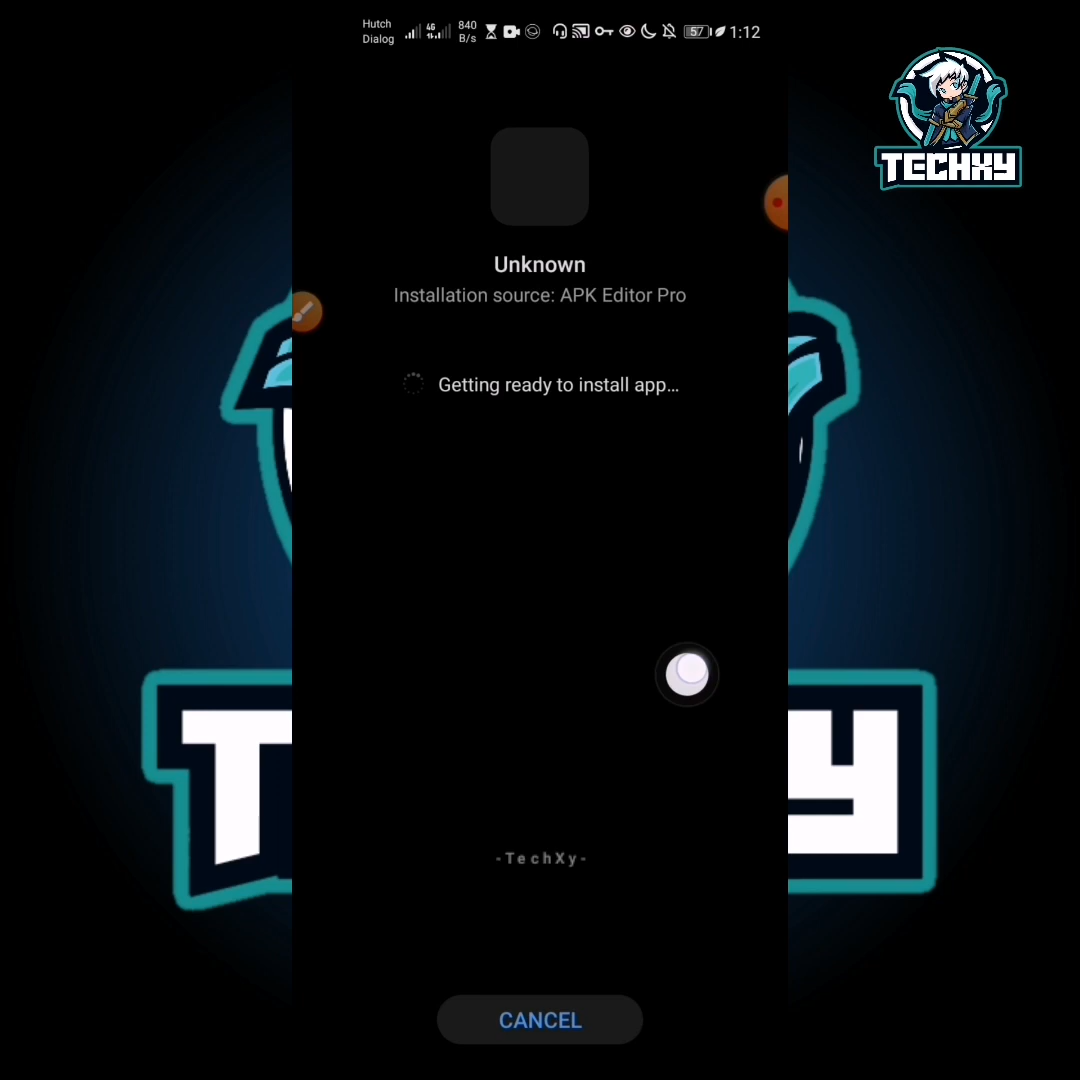 Hutch
Dialog
4G
840
B/s
57
1:12
TECHXY
Unknown
Installation source: APK Editor Pro
Getting ready to install app...
T
Y
-TechXy-
CANCEL